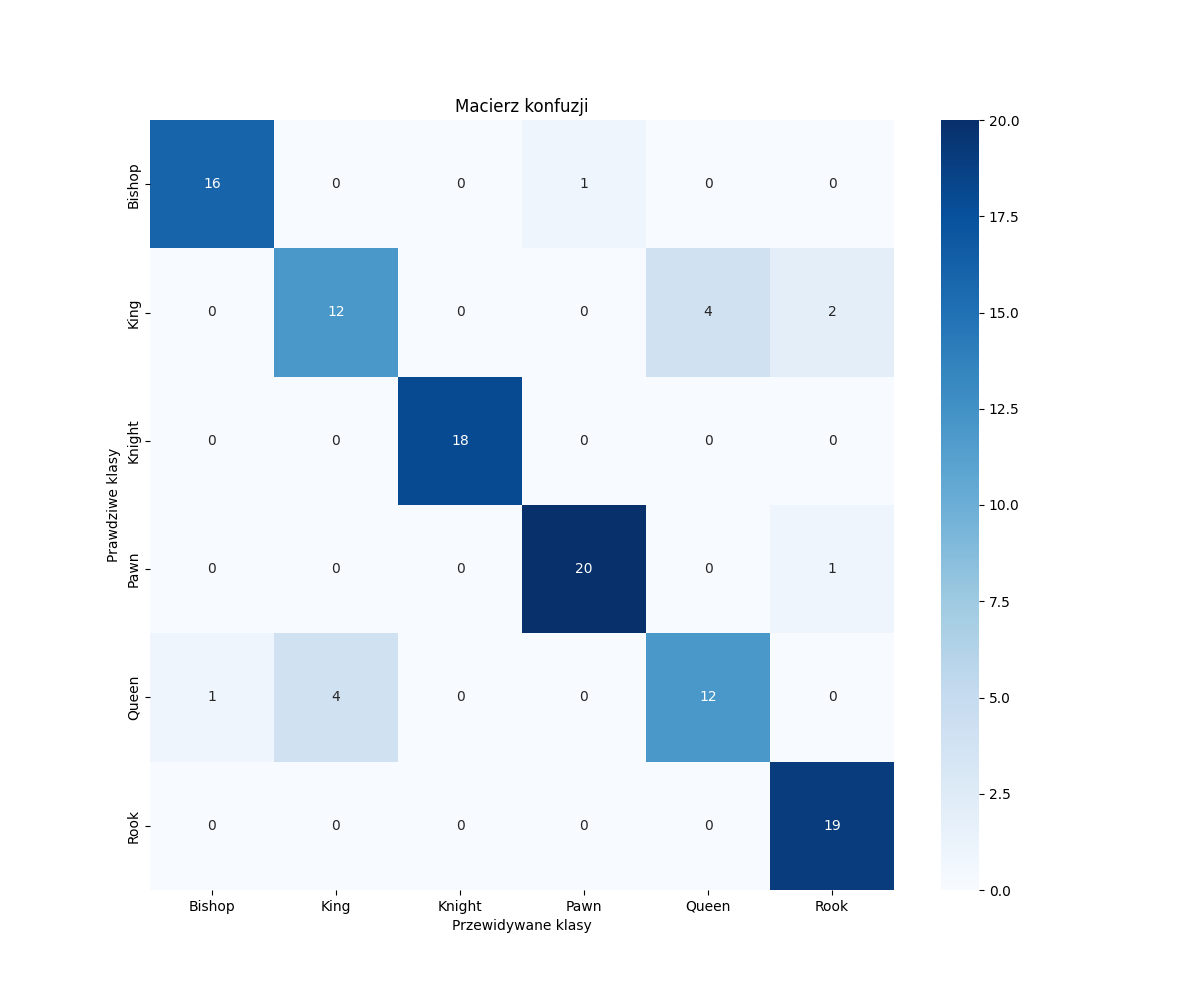 Macierz konfuzji
Prawdziwe klasy
Bishop 16 0 0 1 0 0
King 0 12 0 0 4 2
Knight 0 0 18 0 0 0
Pawn 0 0 0 20 0 1
Queen 1 4 0 0 12 0
Rook 0 0 0 0 0 19
Bishop King Knight Pawn Queen Rook
Przewidywane klasy
20.0
17.5
15.0
12.5
10.0
7.5
5.0
2.5
0.0